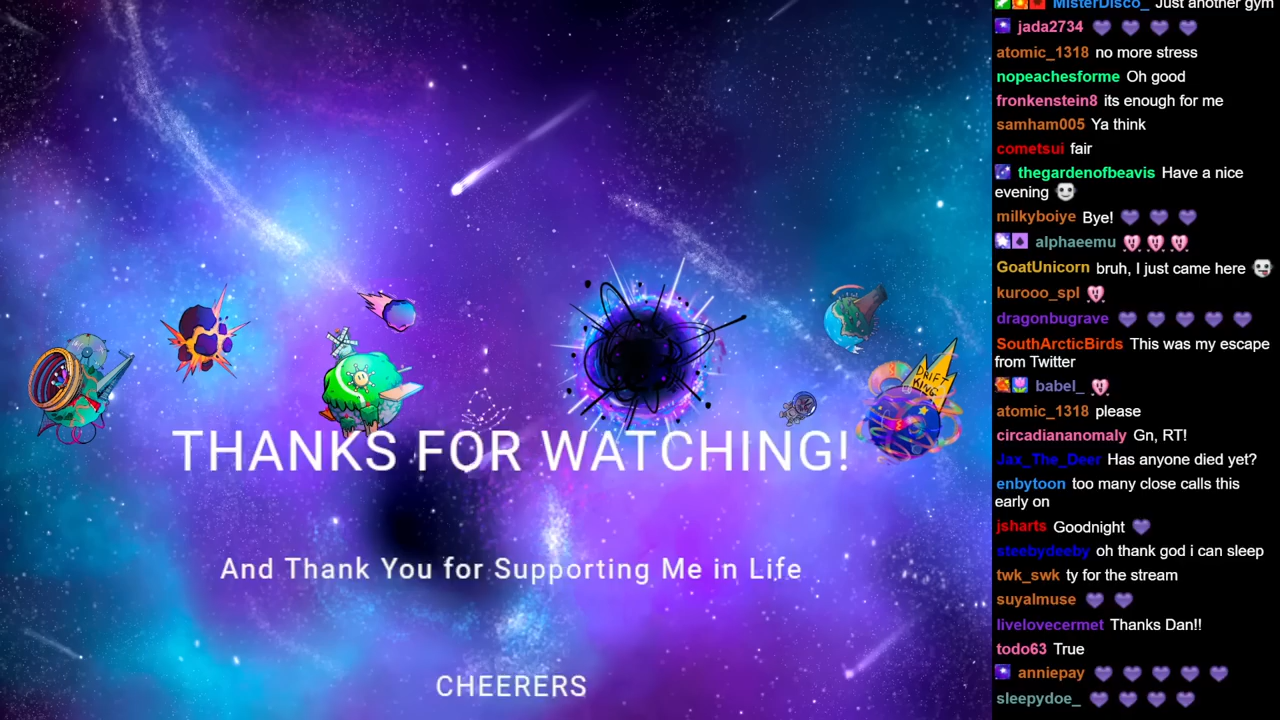 DRIFT
KING
THANKS FOR WATCHING!
And Thank You for Supporting Me in Life
CHEERERS
MisterDisco_ Just another gym
jada2734
atomic_1318 no more stress
nopeachesforme Oh good
fronkenstein8 its enough for me
samham005 Ya think
cometsui fair
thegardenofbeavis Have a nice
evening
milkyboiye Bye!
alphaeemu
GoatUnicorn bruh, I just came here
kurooo_spl
dragonbugrave
SouthArcticBirds This was my escape
from Twitter
babel_
atomic_1318 please
circadiananomaly Gn, RT!
Jax_The_Deer Has anyone died yet?
enbytoon too many close calls this
early on
jsharts Goodnight
steebydeeby oh thank god i can sleep
twk_swk ty for the stream
suyalmuse
livelovecermet Thanks Dan!!
todo63 True
anniepay
sleepydoe_